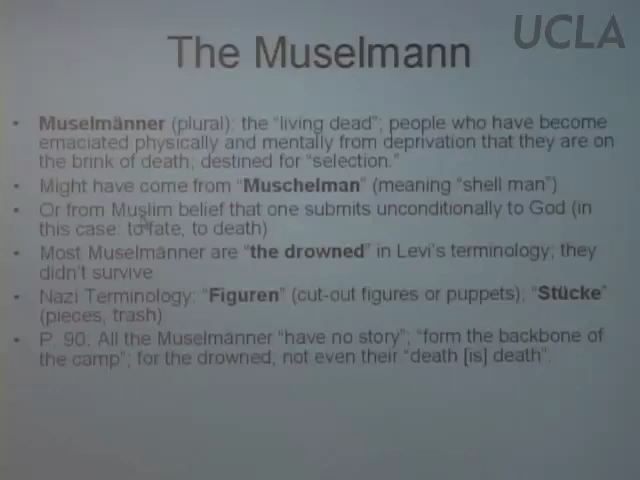 UCLA
The Muselmann
• Muselmänner (plural): the "living dead"; people who have become
emaciated physically and mentally from deprivation that they are on
the brink of death, destined for "selection."
• Might have come from "Muschelman" (meaning "shell man")
• Or from Muslim belief that one submits unconditionally to God (in
this case: to fate, to death)
• Most Muselmänner are "the drowned" in Levi's terminology; they
didn't survive
• Nazi Terminology: "Figuren" (cut-out figures or puppets); "Stücke"
(pieces, trash)
• P. 90: All the Muselmänner "have no story"; "form the backbone of
the camp"; for the drowned, not even their "death [is] death".